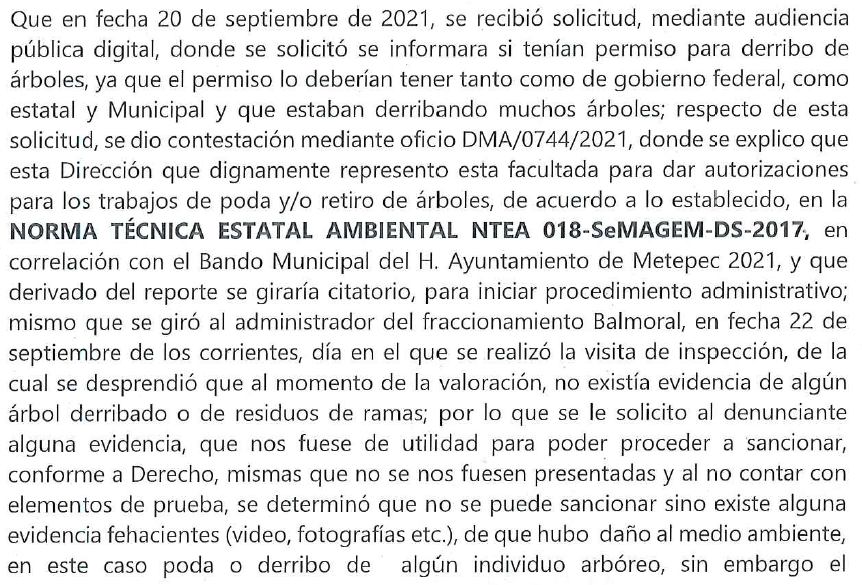 Que en fecha 20 de septiembre de 2021, se recibió solicitud, mediante audiencia
pública digital, donde se solicitó se informara si tenían permiso para derribo de
árboles, ya que el permiso lo deberían tener tanto como de gobierno federal, como
estatal y Municipal y que estaban derribando muchos árboles; respecto de esta
solicitud, se dio contestación mediante oficio DMA/0744/2021, donde se explico que
esta Dirección que dignamente represento esta facultada para dar autorizaciones
para los trabajos de poda y/o retiro de árboles, de acuerdo a lo establecido, en la
NORMA TÉCNICA ESTATAL AMBIENTAL NTEA 018-SeMAGEM-DS-2017, en
correlación con el Bando Municipal del H. Ayuntamiento de Metepec 2021, y que
derivado del reporte se giraría citatorio, para iniciar procedimiento administrativo;
mismo que se giró al administrador del fraccionamiento Balmoral, en fecha 22 de
septiembre de los corrientes, día en el que se realizó la visita de inspección, de la
cual se desprendió que al momento de la valoración, no existía evidencia de algún
árbol derribado o de residuos de ramas; por lo que se le solicito al denunciante
alguna evidencia, que nos fuese de utilidad para poder proceder a sancionar,
conforme a Derecho, mismas que no se nos fuesen presentadas y al no contar con
elementos de prueba, se determinó que no se puede sancionar sino existe alguna
evidencia fehacientes (video, fotografías etc.), de que hubo daño al medio ambiente,
en este caso poda o derribo de algún individuo arbóreo, sin embargo el